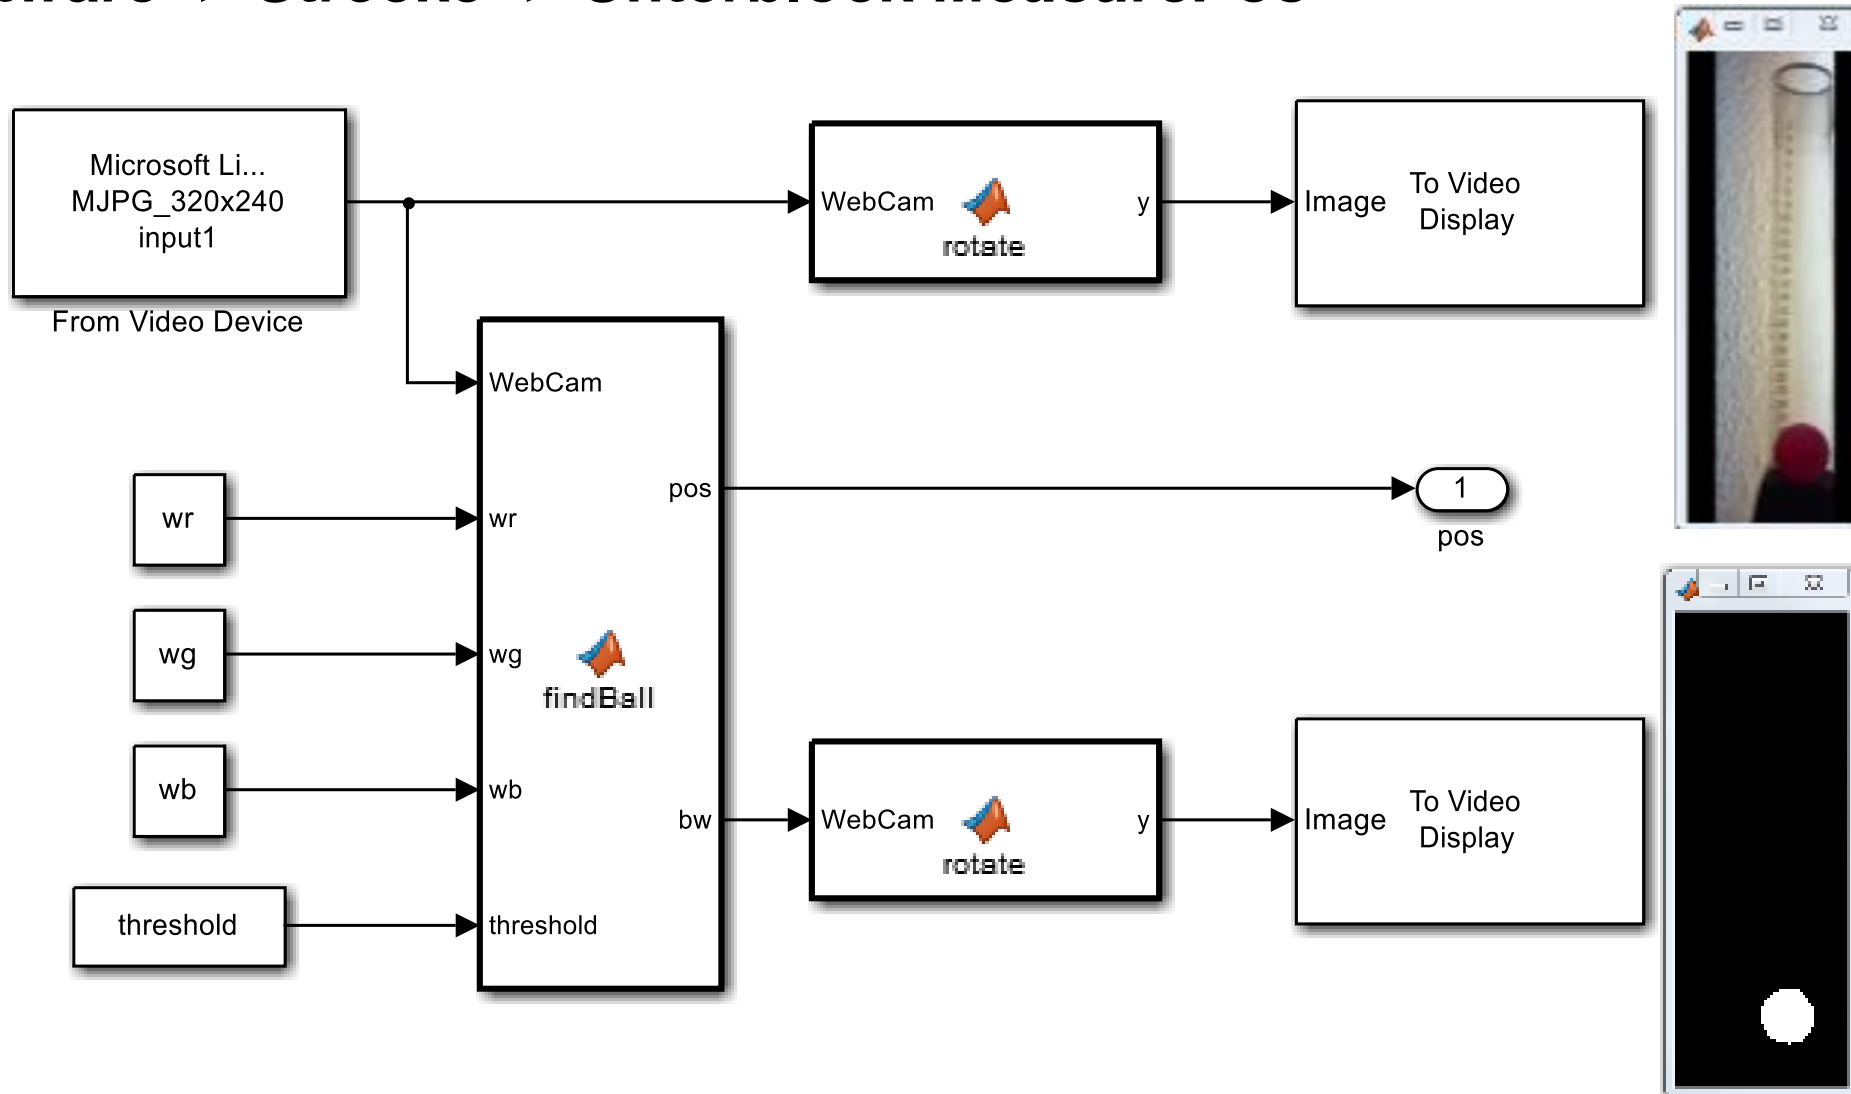 Microsoft Li...
MJPG_320x240
input1
From Video Device
WebCam
rotate
y
Image
To Video
Display
WebCam
wr
wg
wb
threshold
wr
wg
wb
threshold
findBall
pos
bw
1
pos
WebCam
rotate
y
Image
To Video
Display